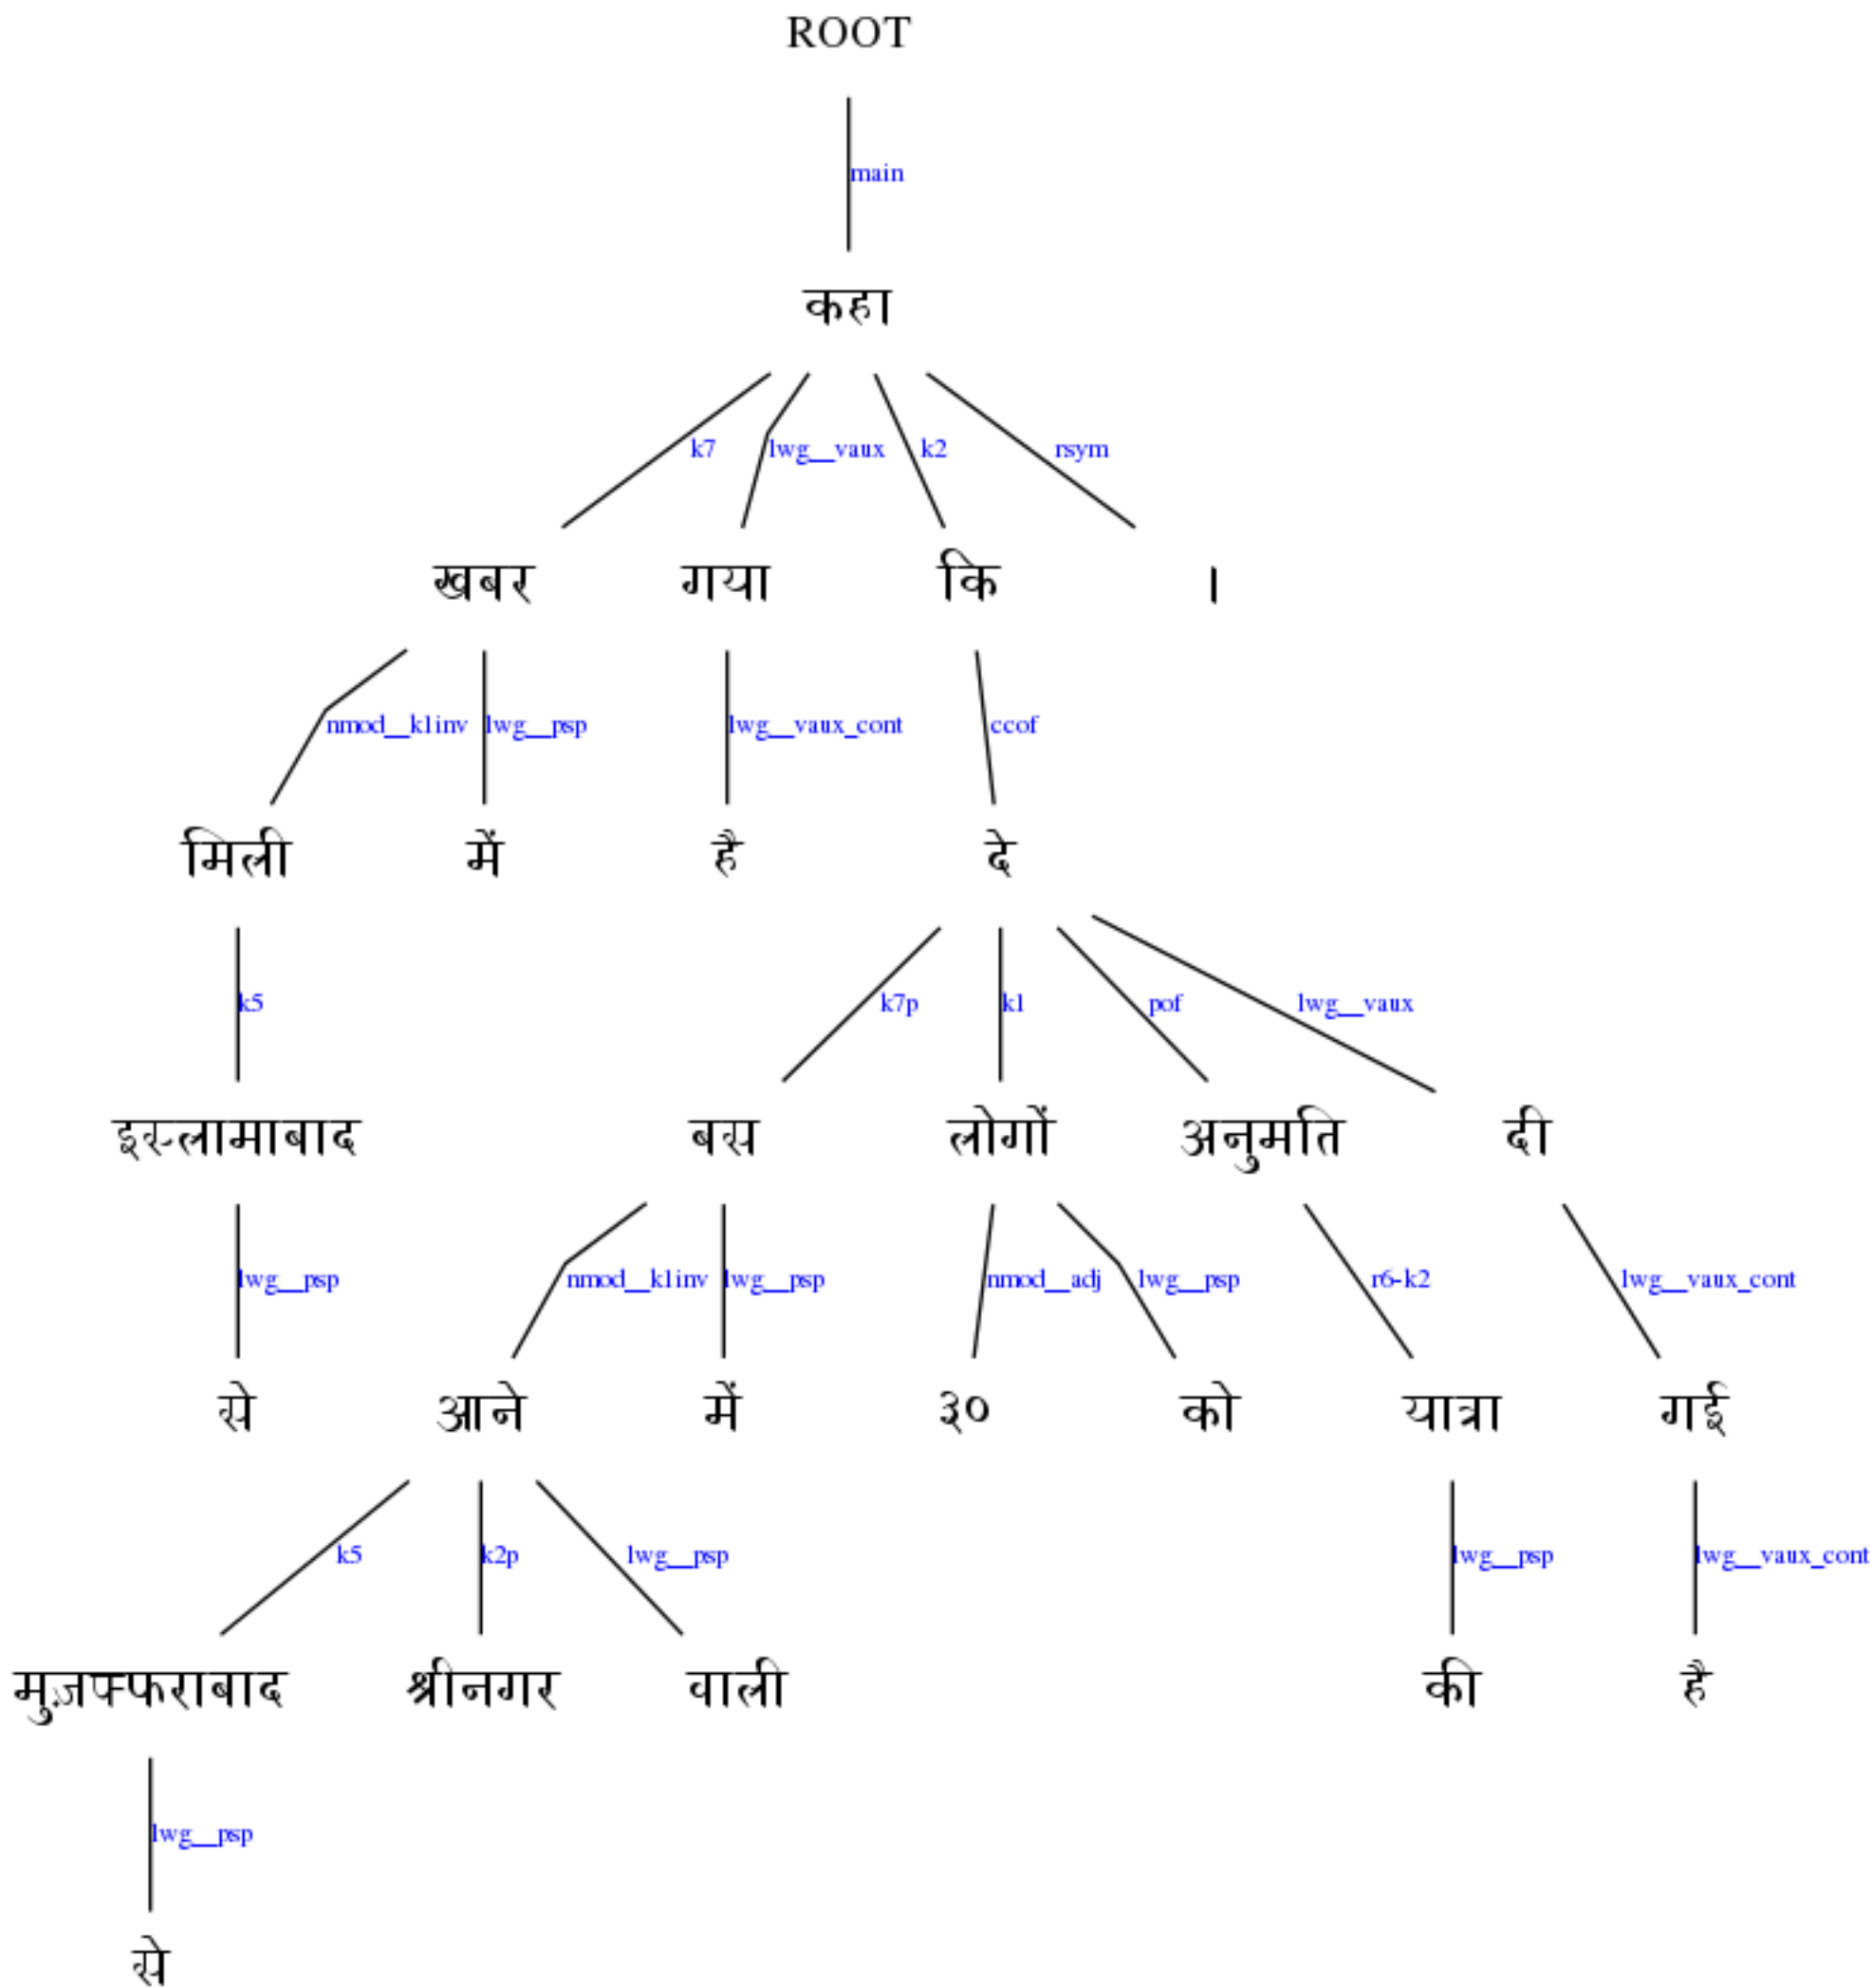 ROOT
main
कहा
k7 lwg__vaux k2 rsym
खबर गया कि ।
nmod__k1inv lwg__psp lwg__vaux_cont ccof
मिली में है दे
k5 k7p k1 pof lwg__vaux
इस्लामाबाद बस लोगों अनुमति दी
lwg__psp nmod__k1inv lwg__psp nmod__adj lwg__psp r6-k2 lwg__vaux_cont
से आने में ३० को यात्रा गई
k5 k2p lwg__psp lwg__psp lwg__vaux_cont
मुज़फ्फराबाद श्रीनगर वाली की है
lwg__psp
से